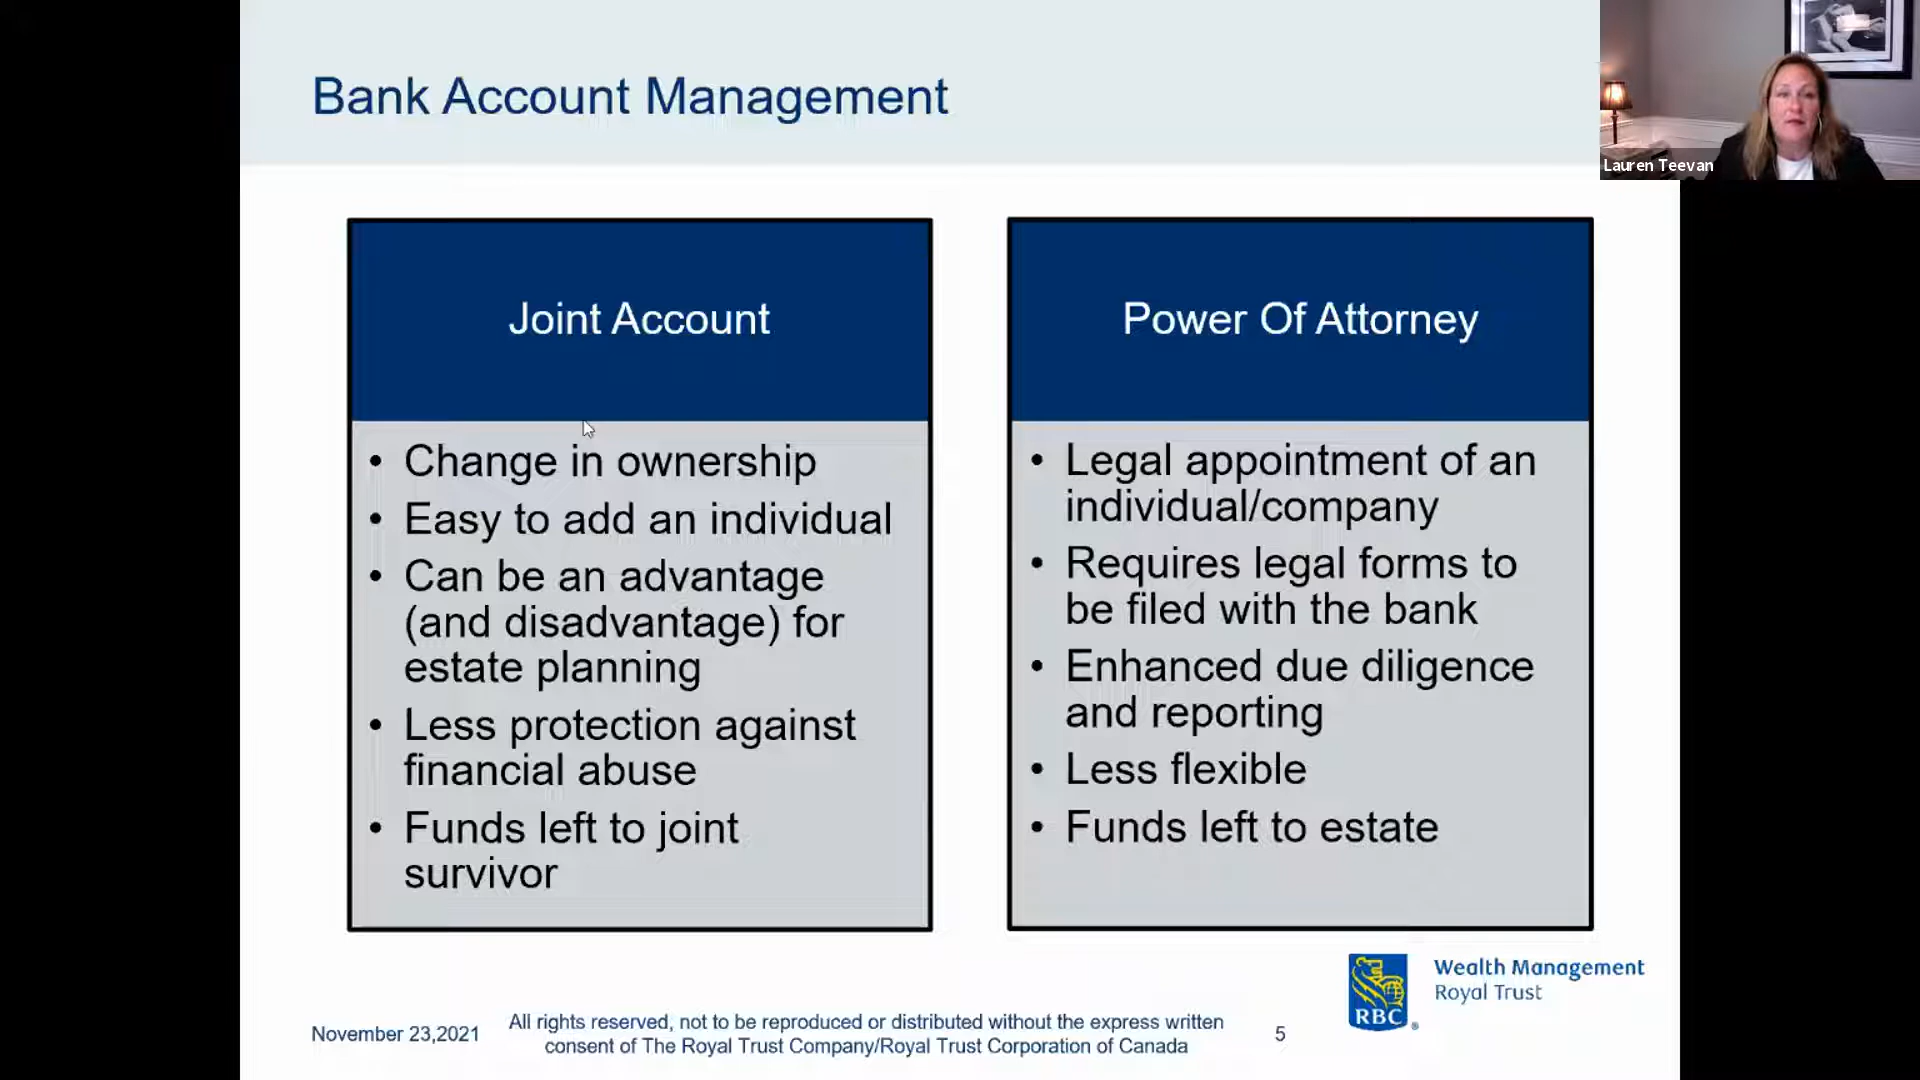 Bank Account Management
Lauren Teevan
Joint Account
• Change in ownership
• Easy to add an individual
• Can be an advantage
(and disadvantage) for
estate planning
• Less protection against
financial abuse
• Funds left to joint
survivor
Power Of Attorney
• Legal appointment of an
individual/company
• Requires legal forms to
be filed with the bank
• Enhanced due diligence
and reporting
• Less flexible
• Funds left to estate
Wealth Management
Royal Trust
RBC ®
November 23,2021
All rights reserved, not to be reproduced or distributed without the express written
consent of The Royal Trust Company/Royal Trust Corporation of Canada
5